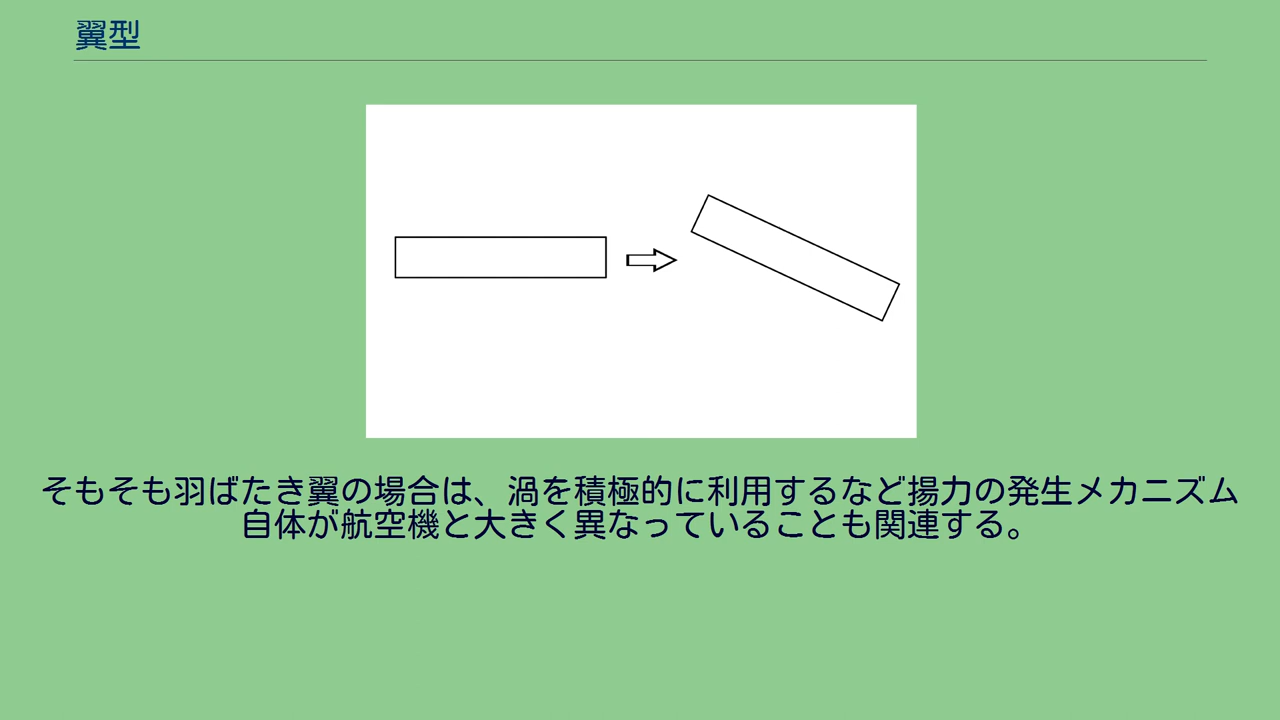 翼型
そもそも羽ばたき翼の場合は、渦を積極的に利用するなど揚力の発生メカニズム
自体が航空機と大きく異なっていることも関連する。